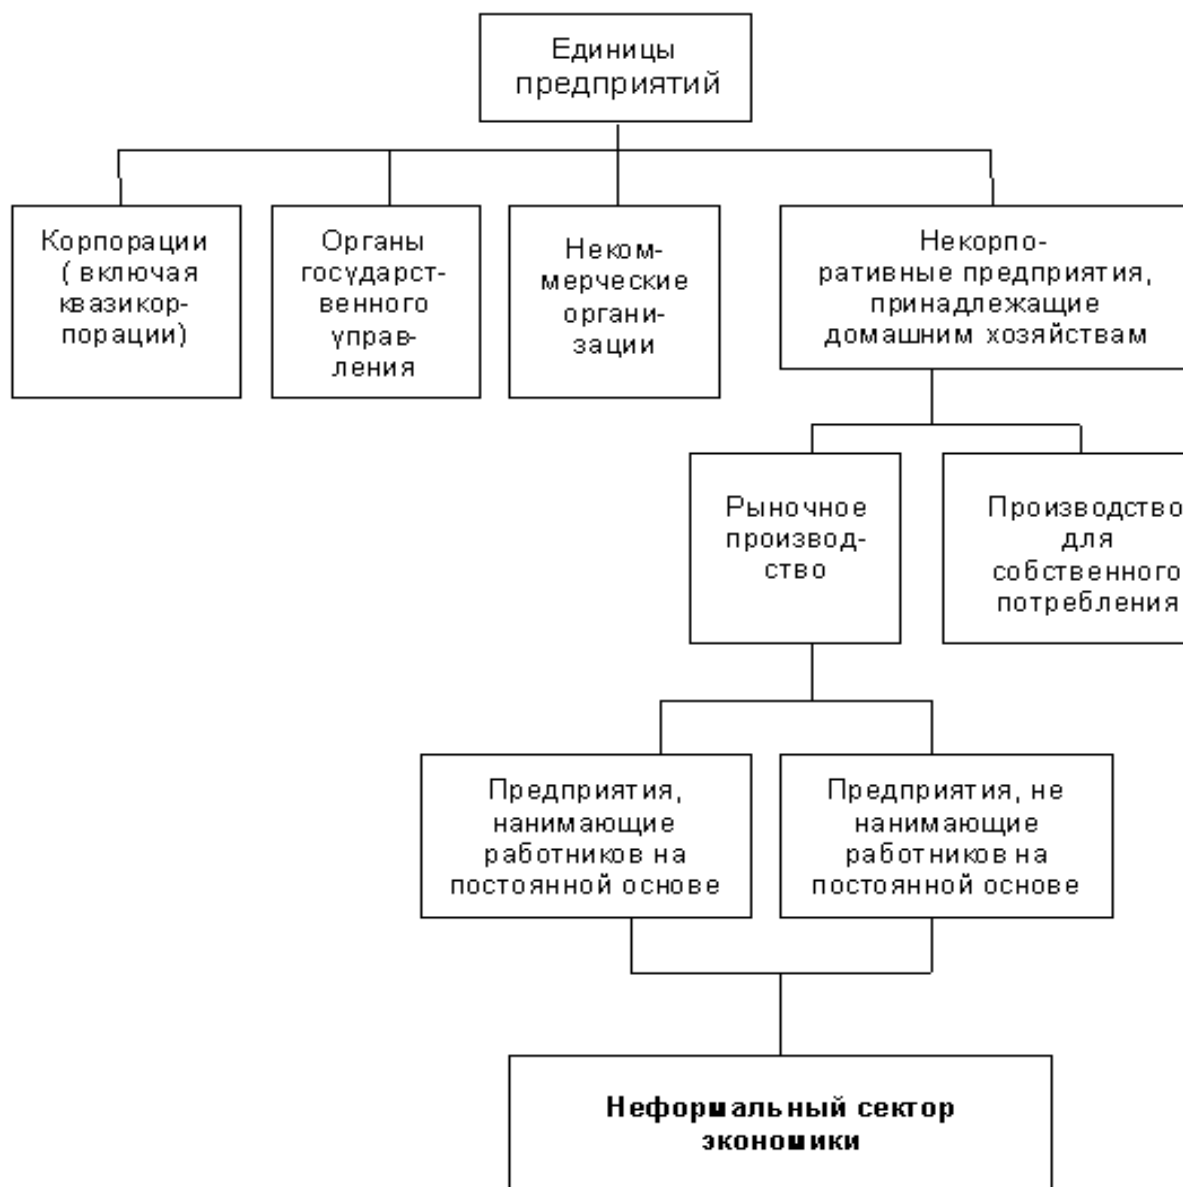 Единицы
предприятий
Корпорации
( включая
квазикор-
порации)
Органы
государст-
венного
управ-
ления
Неком-
мерческие
органи-
зации
Некорпо-
ративные предприятия,
принадлежащие
домашним хозяйствам
Рыночное
производ-
ство
Производство
для
собственного
потребления
Предприятия,
нанимающие
работников на
постоянной основе
Предприятия, не
нанимающие
работников на
постоянной основе
Неформальный сектор
экономики